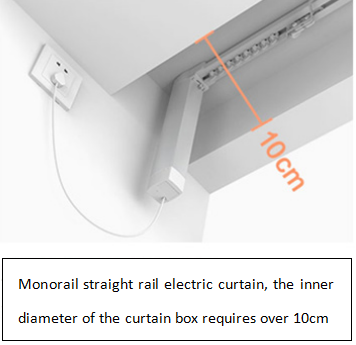 10cm
Monorail straight rail electric curtain, the inner
diameter of the curtain box requires over 10cm